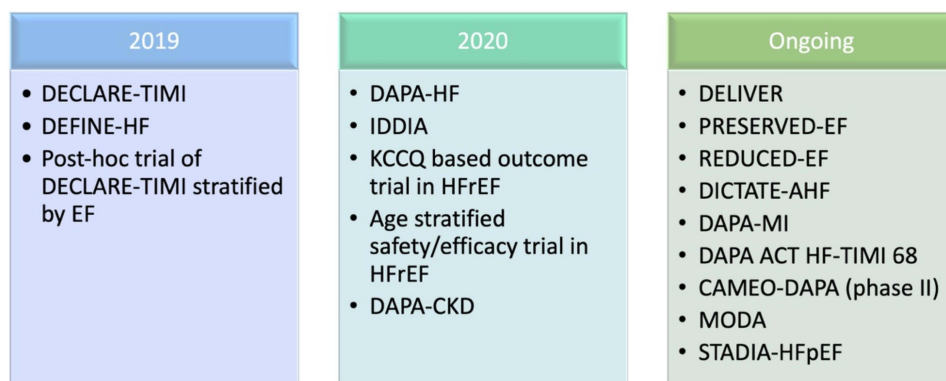 2019
• DECLARE-TIMI
• DEFINE-HF
• Post-hoc trial of
DECLARE-TIMI stratified
by EF
2020
• DAPA-HF
• IDDIA
• KCCQ based outcome
trial in HFrEF
• Age stratified
safety/efficacy trial in
HFrEF
• DAPA-CKD
Ongoing
• DELIVER
• PRESERVED-EF
• REDUCED-EF
• DICTATE-AHF
• DAPA-MI
• DAPA ACT HF-TIMI 68
• CAMEO-DAPA (phase II)
• MODA
• STADIA-HFpEF